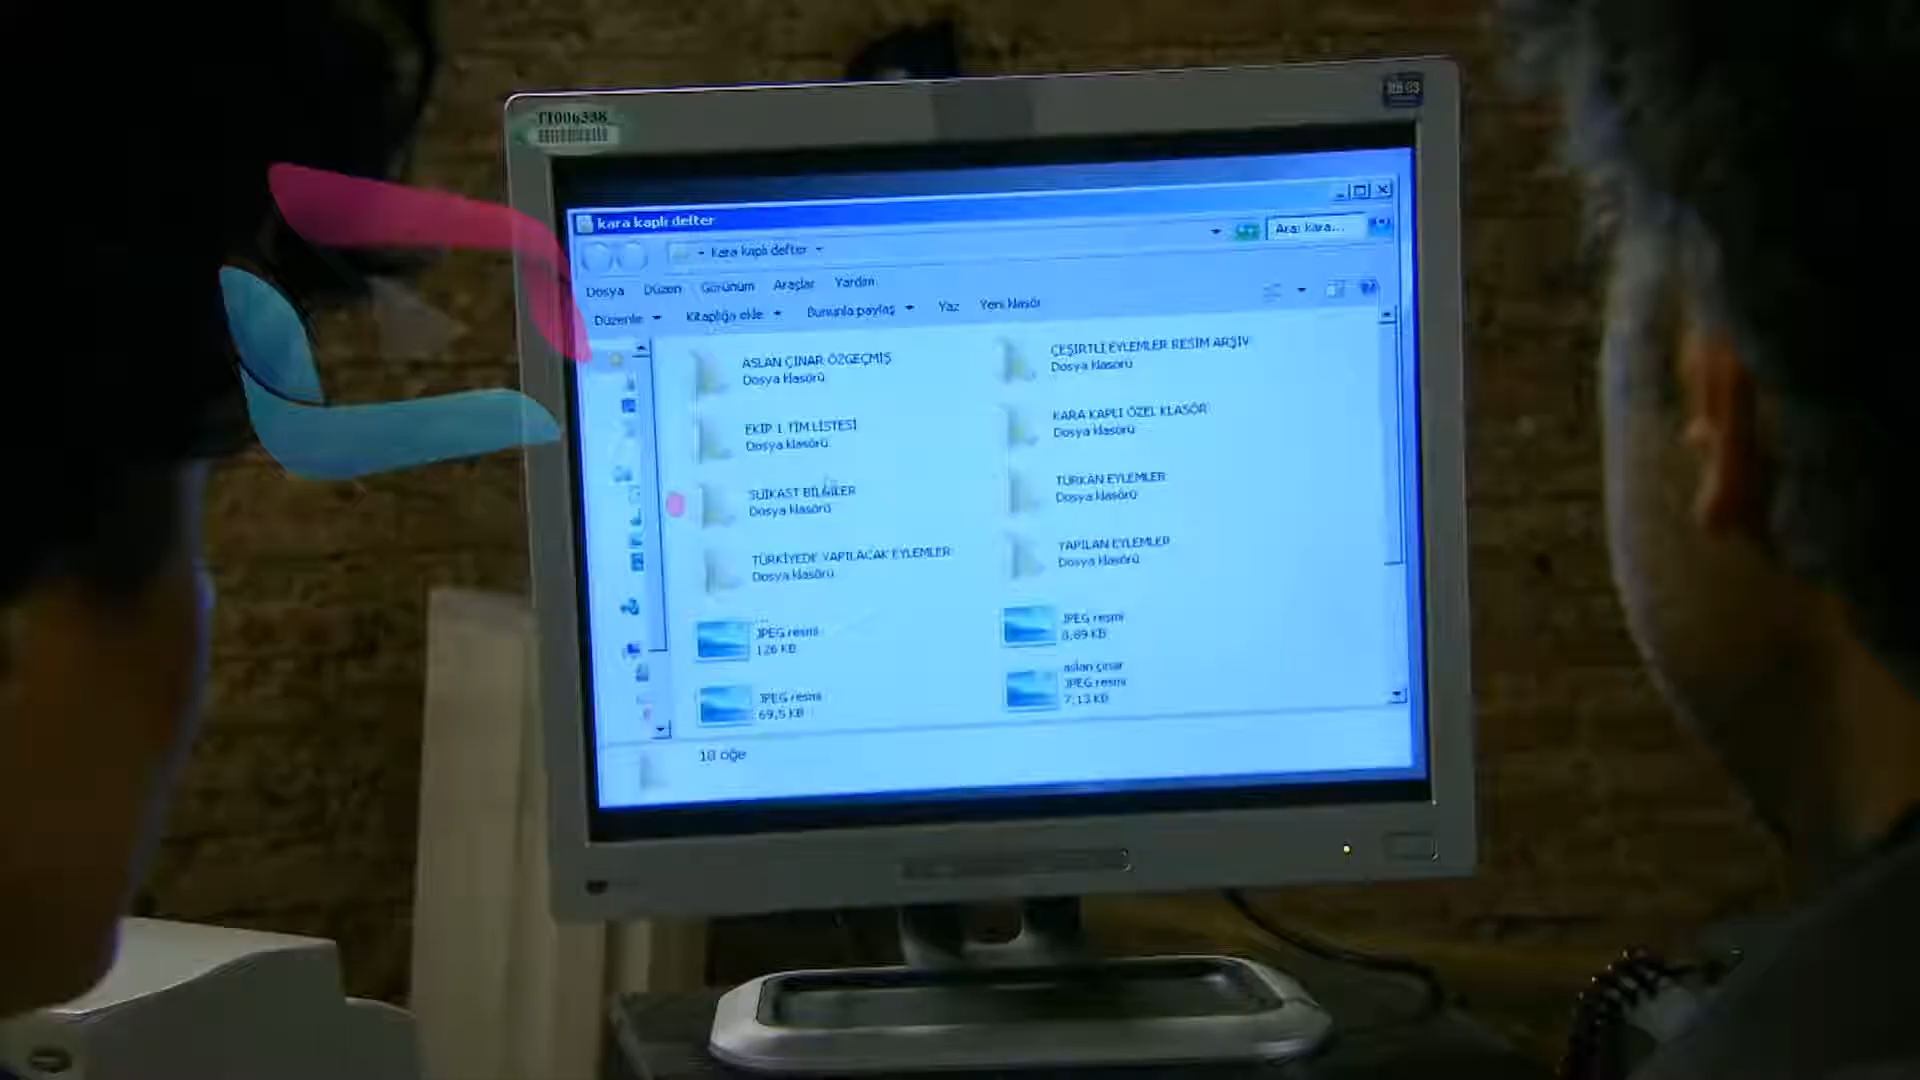 TT006338
kara kaplı defter
kara kaplı defter
Ara: kara...
Dosya Düzen Görünüm Araçlar Yardım
Düzenle Kitaplığa ekle Bununla paylaş Yaz Yeni klasör
ASLAN ÇINAR ÖZGEÇMİŞ
Dosya klasörü
ÇEŞİRTLİ EYLEMLER RESİM ARŞİV
Dosya klasörü
EKİP 1 TİM LİSTESİ
Dosya klasörü
KARA KAPLI ÖZEL KLASÖR
Dosya klasörü
SUİKAST BİLGİLER
Dosya klasörü
TURKAN EYLEMLER
Dosya klasörü
TÜRKİYEDE YAPILACAK EYLEMLER
Dosya klasörü
YAPILAN EYLEMLER
Dosya klasörü
JPEG resmi
126 KB
JPEG resmi
8,89 KB
JPEG resmi
69,5 KB
aslan çınar
JPEG resmi
7,13 KB
18 öğe